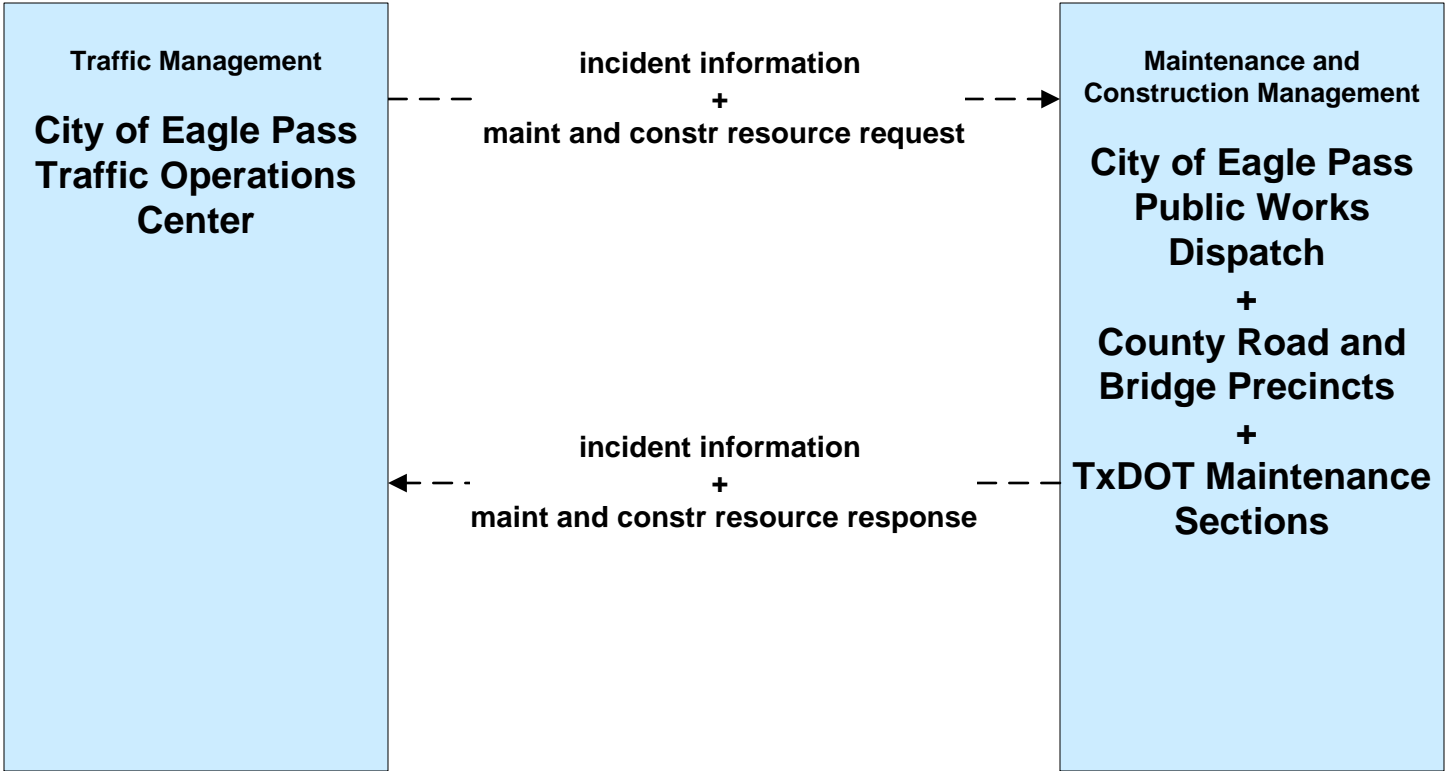 Traffic Management
City of Eagle Pass
Traffic Operations
Center
incident information
+
maint and constr resource request
incident information
+
maint and constr resource response
Maintenance and
Construction Management
City of Eagle Pass
Public Works
Dispatch
+
County Road and
Bridge Precincts
+
TxDOT Maintenance
Sections